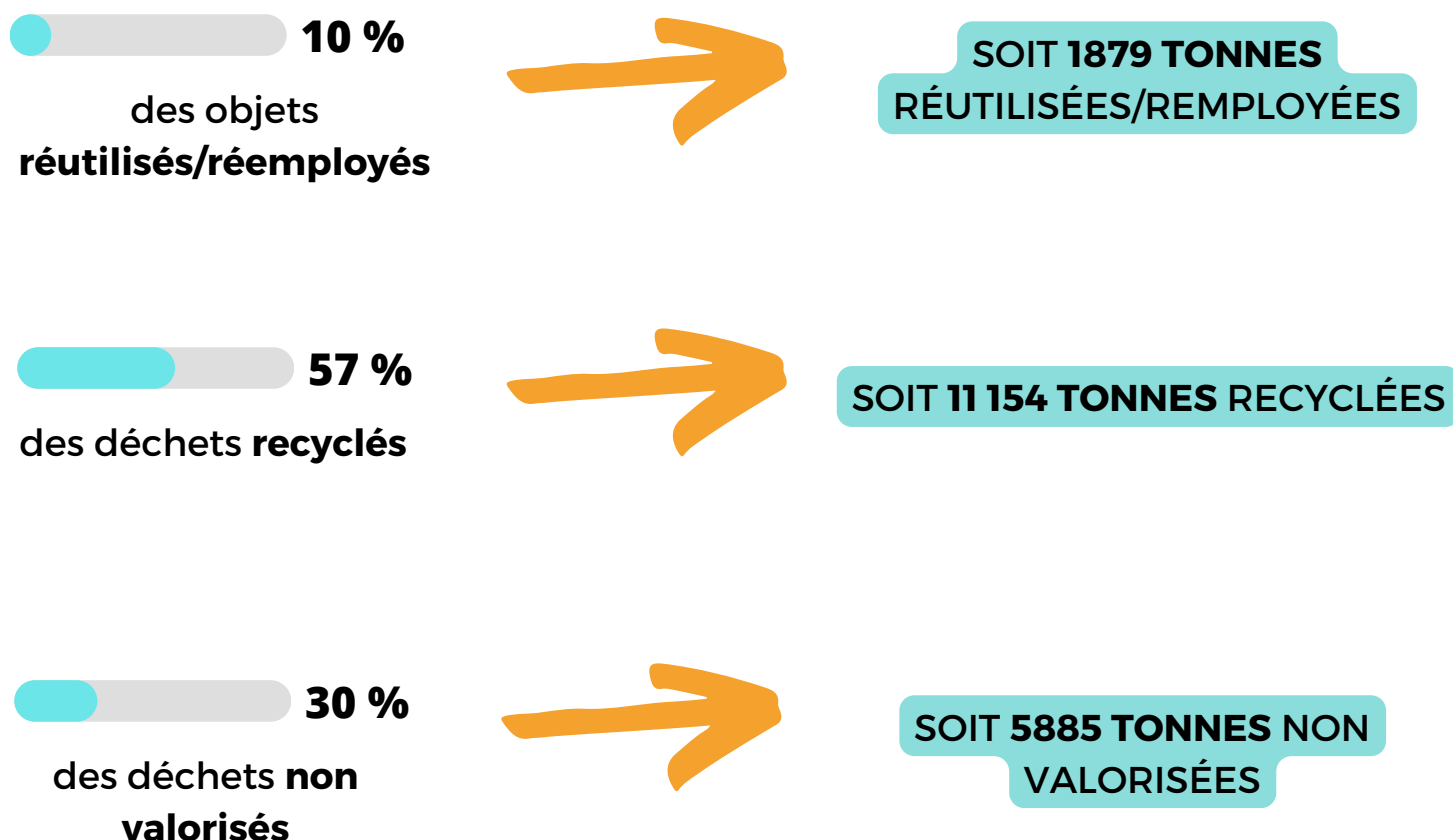 10 %
des objets
réutilisés/réemployés
SOIT 1879 TONNES
RÉUTILISÉES/REMPLOYÉES
57 %
des déchets recyclés
SOIT 11 154 TONNES RECYCLÉES
30 %
des déchets non
valorisés
SOIT 5885 TONNES NON
VALORISÉES